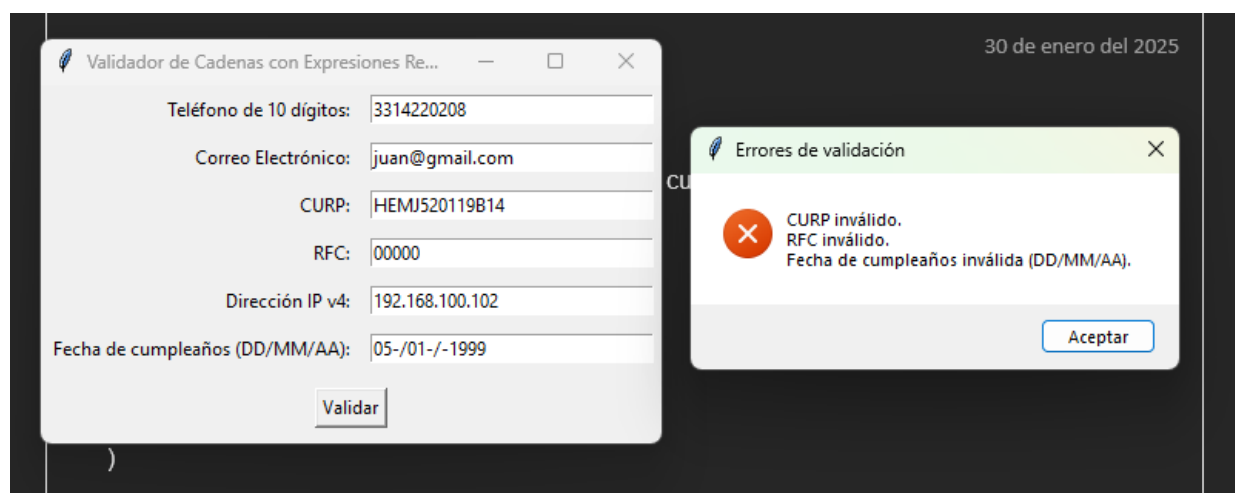 30 de enero del 2025
Validador de Cadenas con Expresiones Re...
Teléfono de 10 dígitos: 3314220208
Correo Electrónico: juan@gmail.com
CURP: HEMJ520119B14
RFC: 00000
Dirección IP v4: 192.168.100.102
Fecha de cumpleaños (DD/MM/AA): 05-/01-/-1999
Validar
)
cu
Errores de validación
CURP inválido.
RFC inválido.
Fecha de cumpleaños inválida (DD/MM/AA).
Aceptar